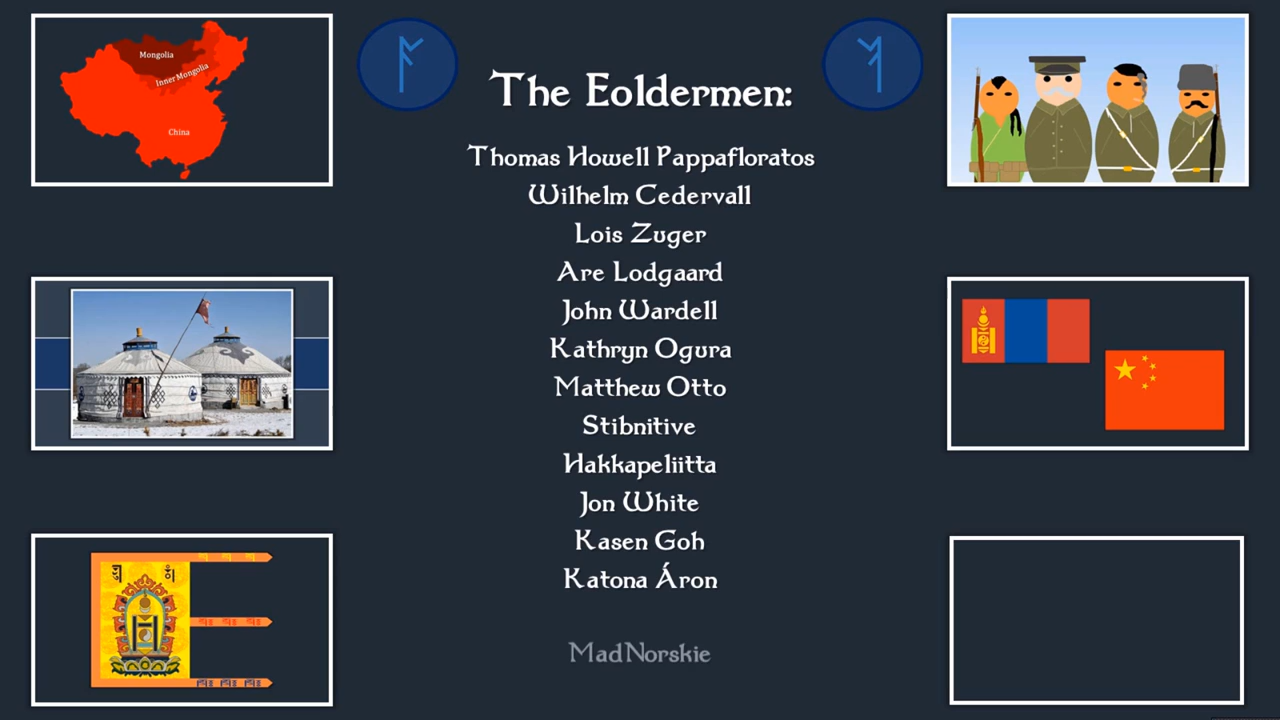 Mongolia
Inner Mongolia
China
The Eoldermen:
Thomas Howell Pappafloratos
Wilhelm Cedervall
Lois Zuger
Are Lodgaard
John Wardell
Kathryn Ogura
Matthew Otto
Stibnitive
Hakkapeliitta
Jon White
Kasen Goh
Katona Áron
MadNorskie